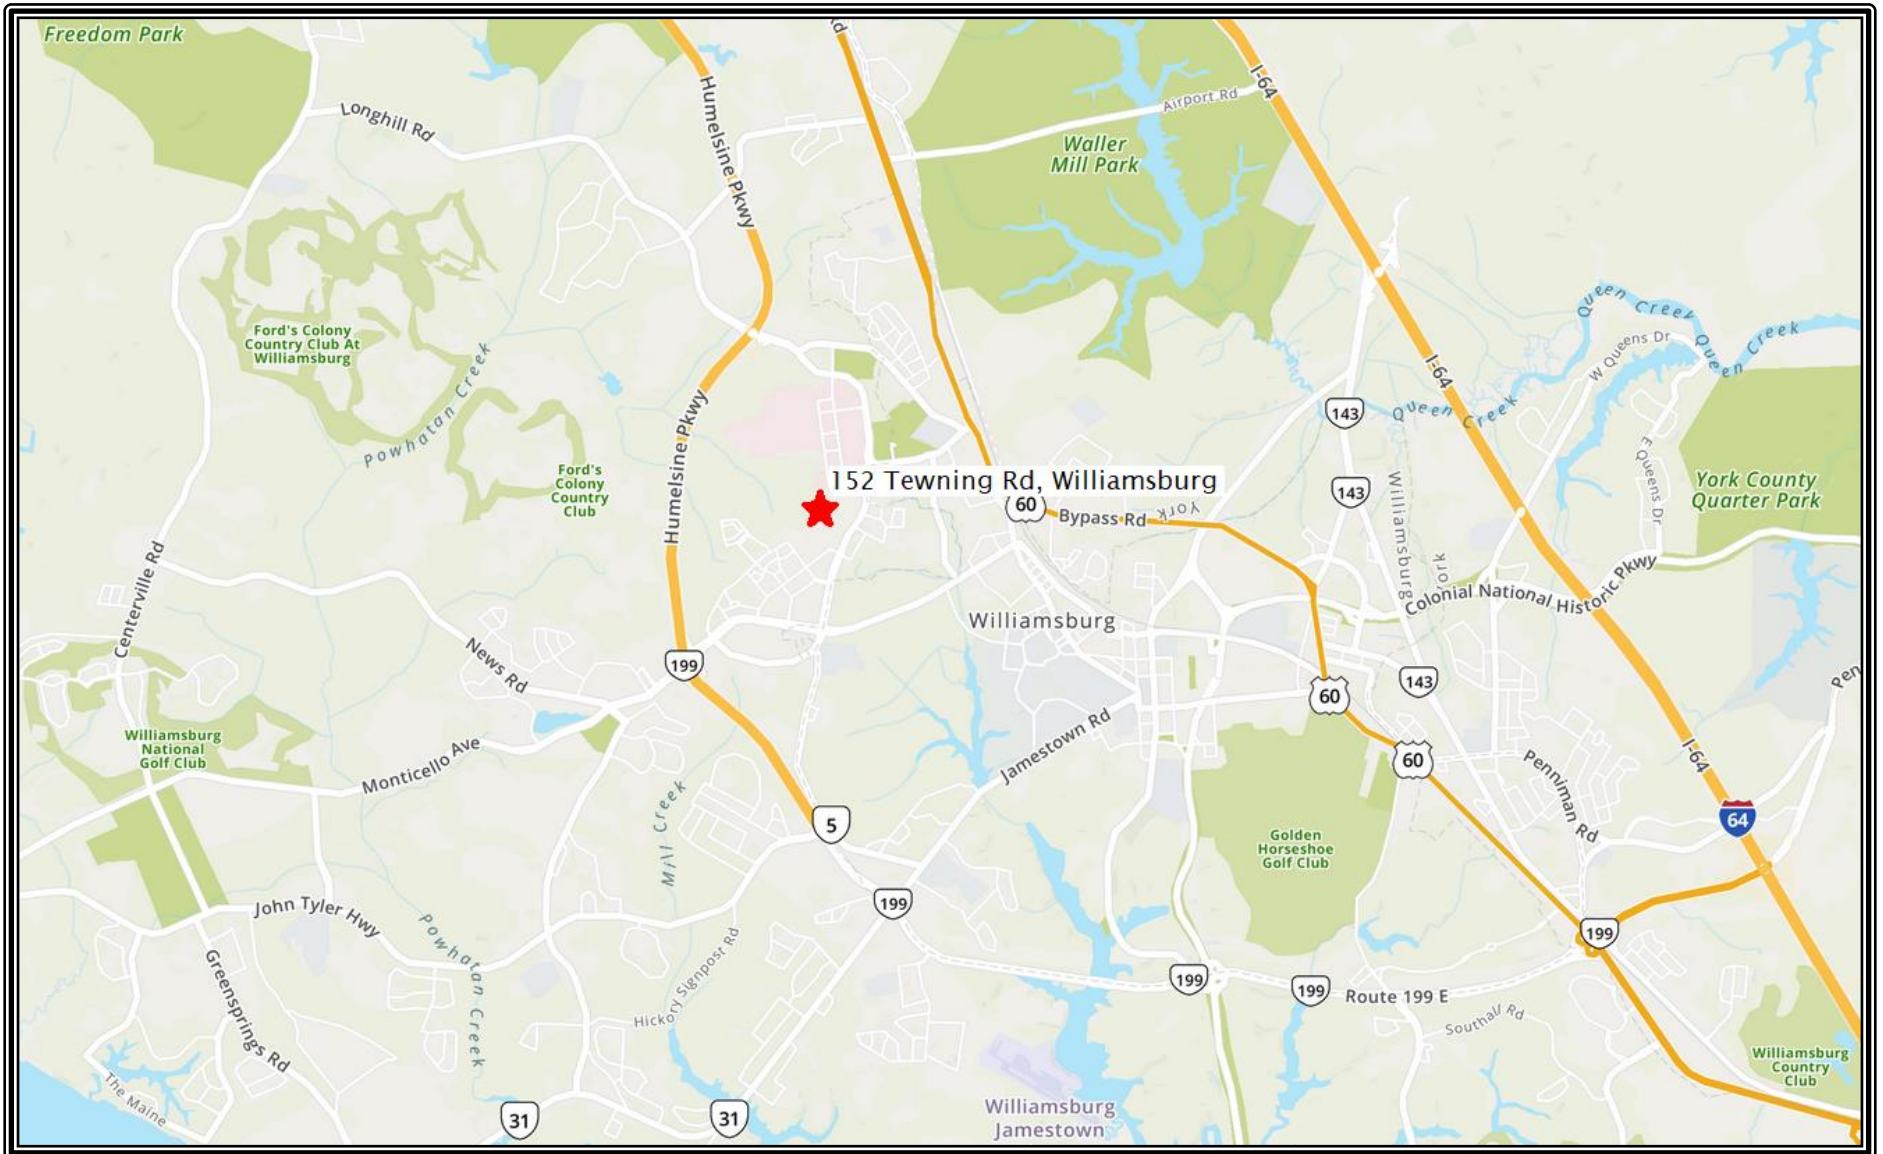 Freedom Park
Rd
Longhill Rd
Humelsine Pkwy
I-64
Airport Rd
Waller
Mill Park
Ford's Colony
Country Club At
Williamsburg
Powhatan Creek
Queen Creek
Queen Creek
W Queens Dr
I-64
143
Queen Creek
Humelsine Pkwy
Ford's
Colony
Country
Club
152 Tewning Rd, Williamsburg
60
Bypass Rd
York
143
Williamsburg
York
E Queens Dr
York County
Quarter Park
Centerville Rd
Colonial National Historic Pkwy
Williamsburg
News Rd
199
60
143
Pen
Jamestown Rd
Williamsburg
National
Golf Club
Monticello Ave
60
Penniman Rd
I-64
64
Mill Creek
5
Golden
Horseshoe
Golf Club
199
John Tyler Hwy
Powhatan Creek
Hickory Signpost Rd
199
199
199
Route 199 E
Southall Rd
Greensprings Rd
The Maine
31
31
Williamsburg
Jamestown
Williamsburg
Country
Club